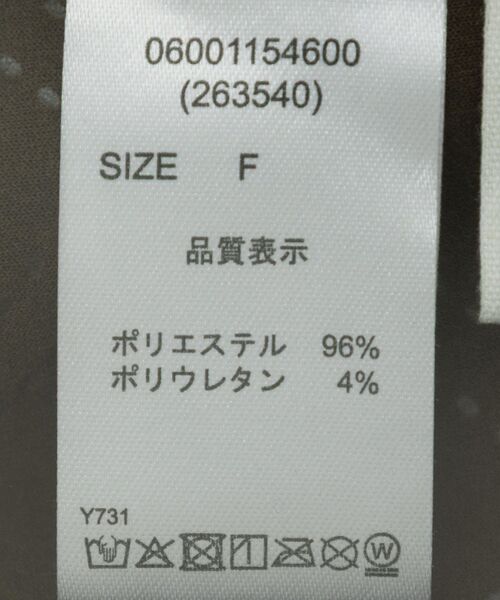 06001154600
(263540)
SIZE F
品質表示
ポリエステル 96%
ポリウレタン 4%
Y731
W